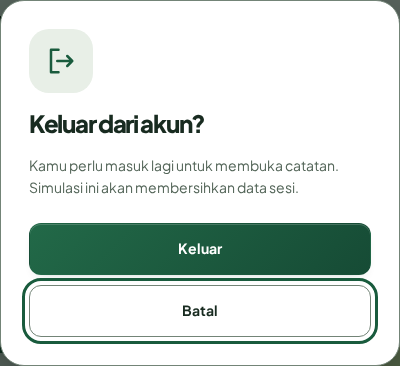 Keluar dari akun?
Kamu perlu masuk lagi untuk membuka catatan.
Simulasi ini akan membersihkan data sesi.
Keluar
Batal